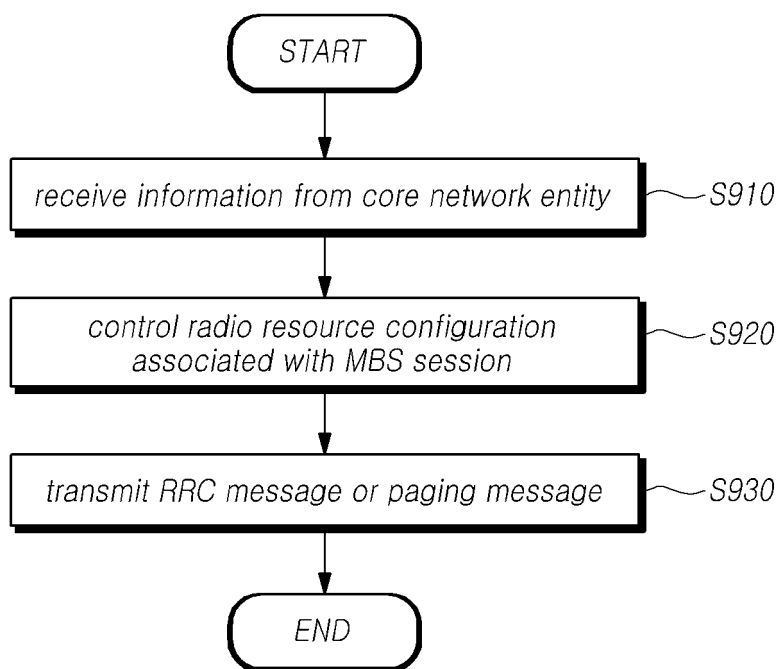 START
receive information from core network entity
S910
control radio resource configuration
associated with MBS session
S920
transmit RRC message or paging message
S930
END